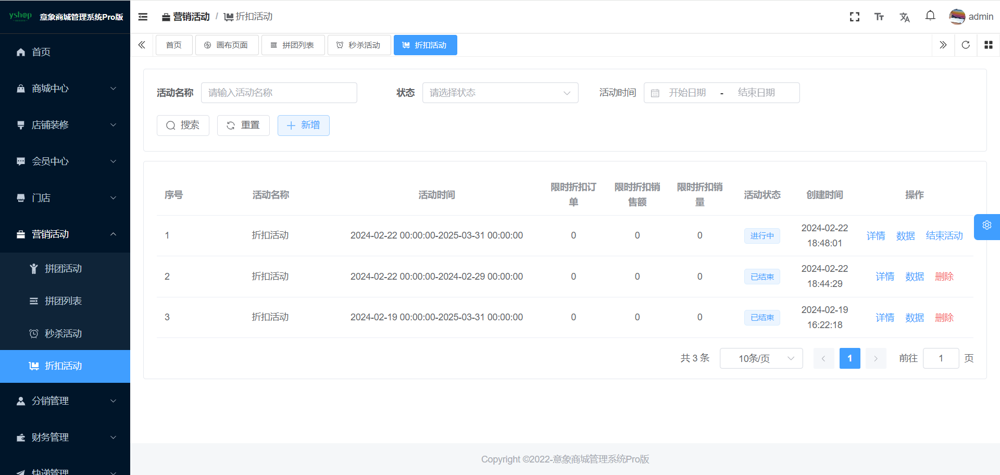 yshop
意象商城管理系统Pro版
首页
商城中心
店铺装修
会员中心
门店
营销活动
拼团活动
拼团列表
秒杀活动
折扣活动
分销管理
财务管理
快递管理
营销活动 / 折扣活动
admin
首页 画布页面 拼团列表 秒杀活动 折扣活动
活动名称 请输入活动名称 状态 请选择状态 活动时间 开始日期 - 结束日期
搜索 重置 新增
序号 活动名称 活动时间 限时折扣订单 限时折扣销售额 限时折扣销量 活动状态 创建时间 操作
1 折扣活动 2024-02-22 00:00:00-2025-03-31 00:00:00 0 0 0 进行中 2024-02-22 18:48:01 详情 数据 结束活动
2 折扣活动 2024-02-22 00:00:00-2024-02-29 00:00:00 0 0 0 已结束 2024-02-22 18:44:29 详情 数据 删除
3 折扣活动 2024-02-19 00:00:00-2025-03-31 00:00:00 0 0 0 已结束 2024-02-19 16:22:18 详情 数据 删除
共 3 条 10条/页 1 前往 1 页
Copyright ©2022-意象商城管理系统Pro版